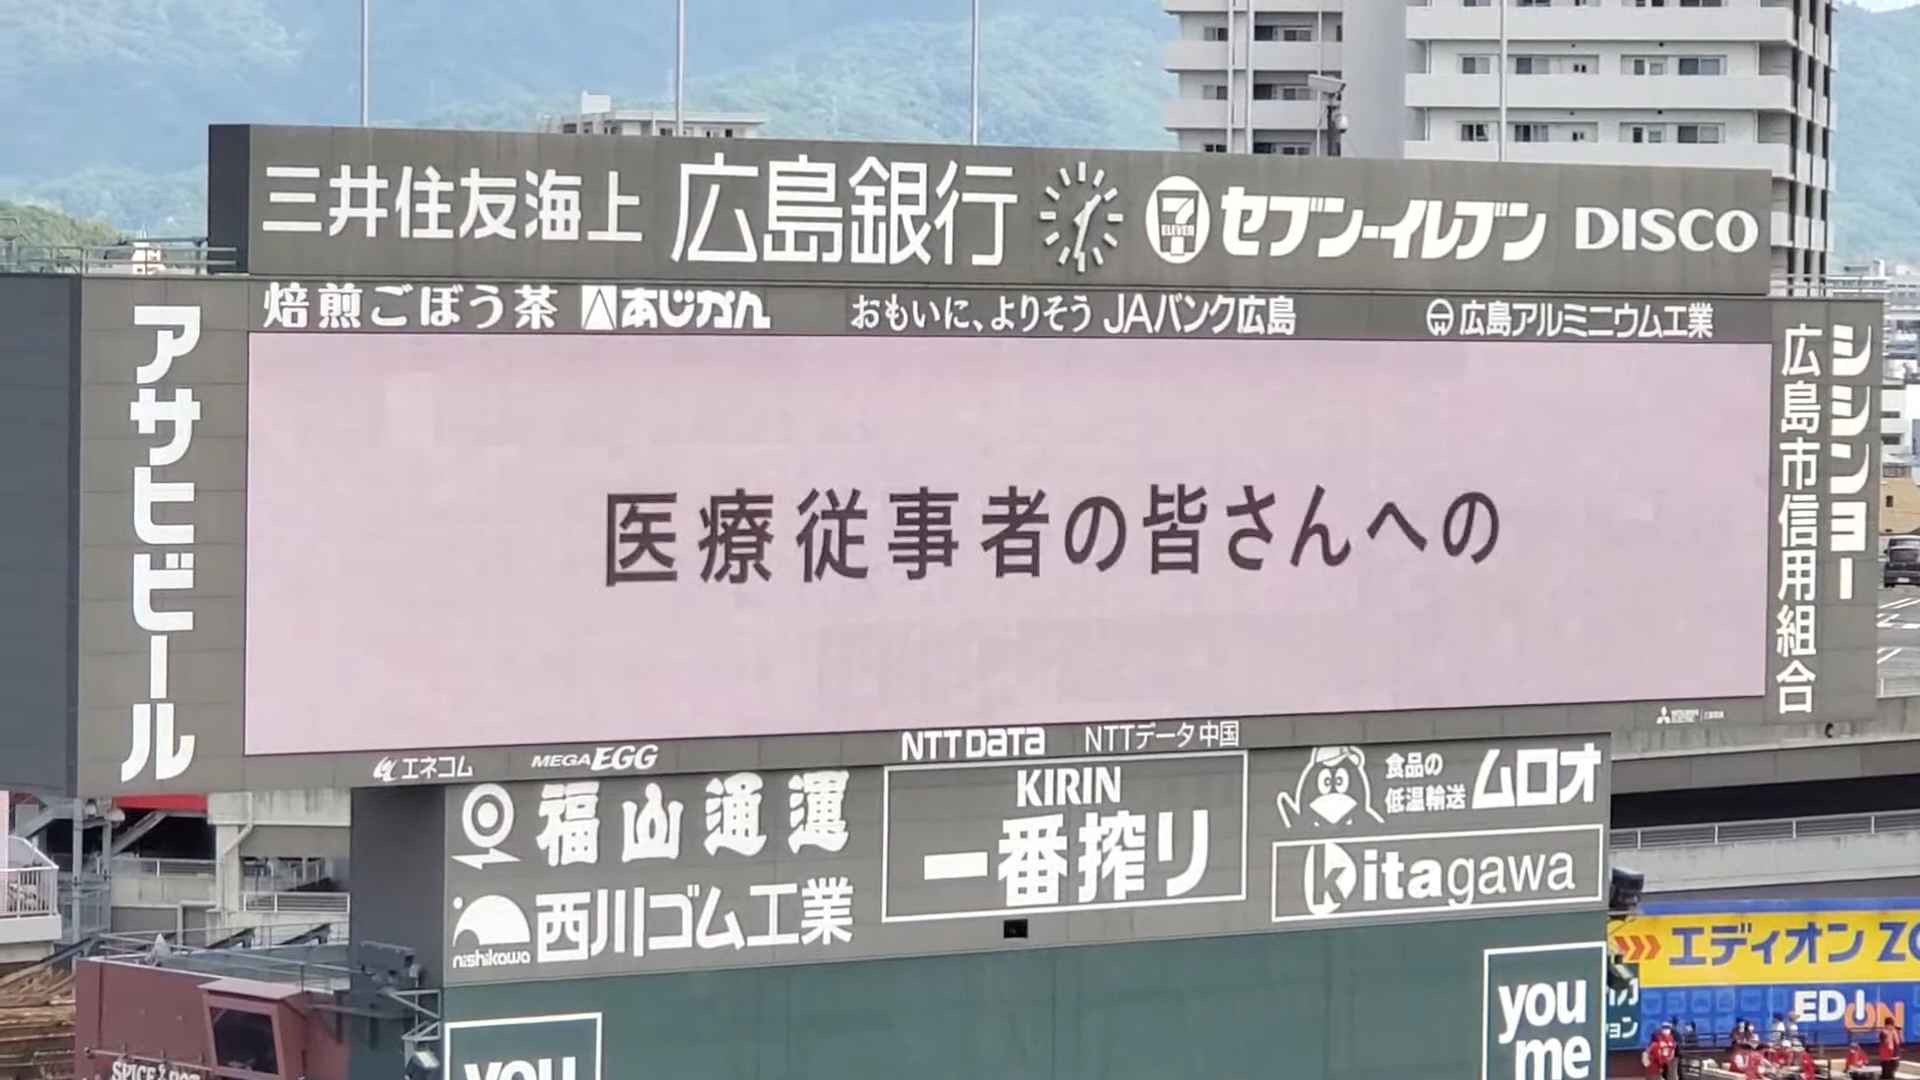 三井住友海上 広島銀行 7 ELEVEN セブン-イレブン DISCO
焙煎ごぼう茶 あじかん おもいに、よりそう JAバンク広島 広島アルミニウム工業
アサヒビール
医療従事者の皆さんへの
シシンヨー
広島市信用組合
エネコム MEGA EGG NTT DATA NTTデータ中国
福山通運
nishikawa 西川ゴム工業
KIRIN
一番搾り
食品の
低温輸送 ムロオ
kitagawa
you
me
you
エディオン
EDION